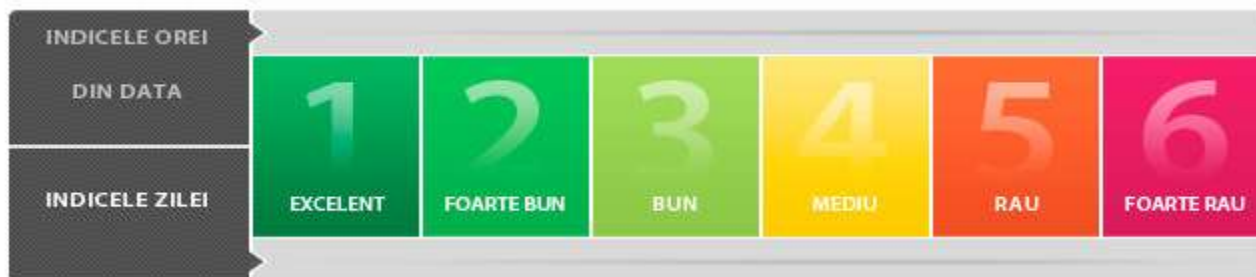 INDICELE OREI
DIN DATA
INDICELE ZILEI
1
EXCELENT
2
FOARTE BUN
3
BUN
4
MEDIU
5
RAU
6
FOARTE RAU